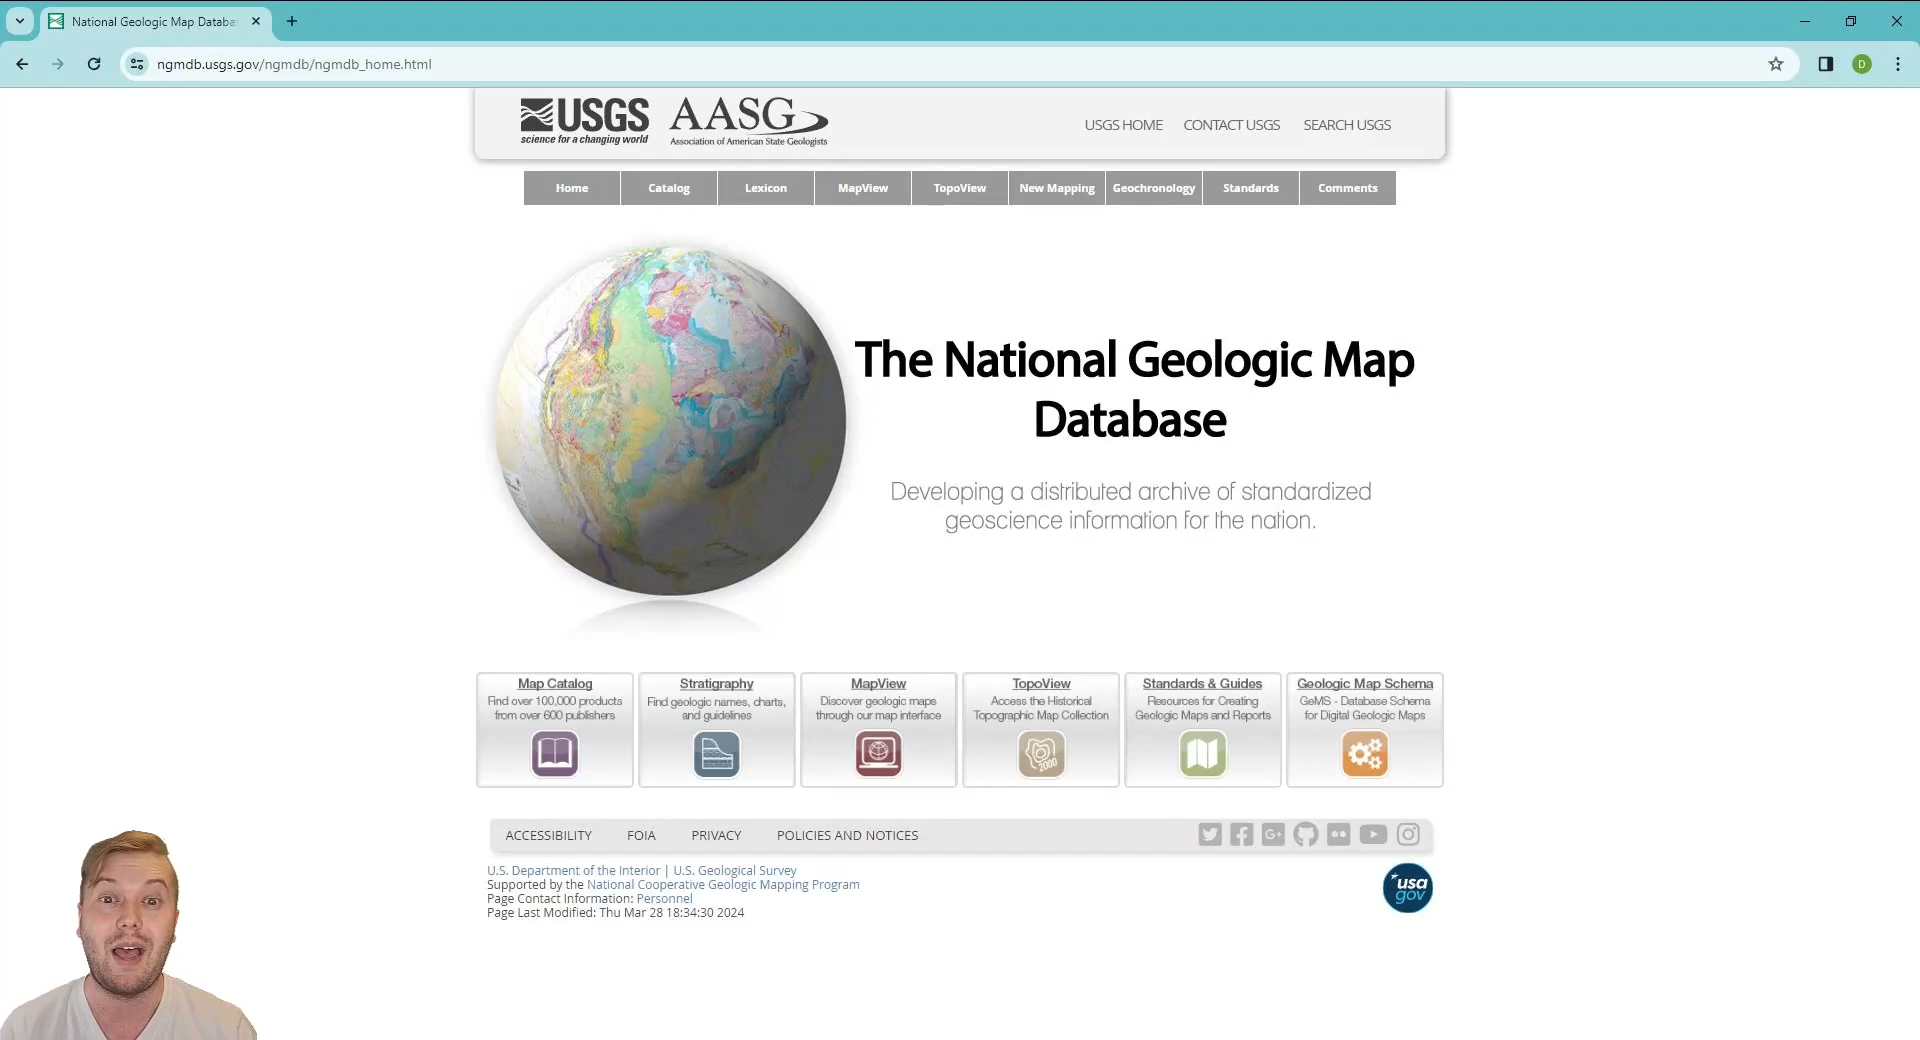 National Geologic Map Databa
ngmdb.usgs.gov/ngmdb/ngmdb_home.html
D
USGS
science for a changing world
AASG
Association of American State Geologists
USGS HOME CONTACT USGS SEARCH USGS
Home Catalog Lexicon MapView TopoView New Mapping Geochronology Standards Comments
The National Geologic Map
Database
Developing a distributed archive of standardized
geoscience information for the nation.
Map Catalog
Find over 100,000 products
from over 600 publishers
Stratigraphy
Find geologic names, charts,
and guidelines
MapView
Discover geologic maps
through our map interface
TopoView
Access the Historical
Topographic Map Collection
2000
Standards & Guides
Resources for Creating
Geologic Maps and Reports
Geologic Map Schema
GeMS - Database Schema
for Digital Geologic Maps
ACCESSIBILITY FOIA PRIVACY POLICIES AND NOTICES
G+
U.S. Department of the Interior | U.S. Geological Survey
Supported by the National Cooperative Geologic Mapping Program
Page Contact Information: Personnel
Page Last Modified: Thu Mar 28 18:34:30 2024
usa
gov